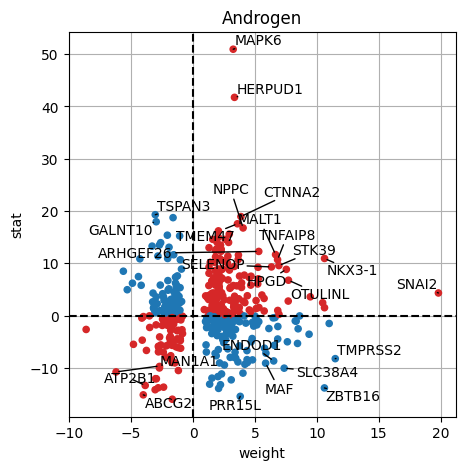 Androgen
MAPK6
HERPUD1
NPPC
CTNNA2
TSPAN3
MALT1
GALNT10
TMEM47
TNFAIP8
ARHGEF26
STK39
SELENOP
NKX3-1
HPGD
SNAI2
OTULINL
ENDOD1
TMPRSS2
MAN1A1
SLC38A4
ATP2B1
MAF
ZBTB16
ABCG2
PRR15L
stat
50
40
30
20
10
0
−10
−10
−5
0
5
10
15
20
weight